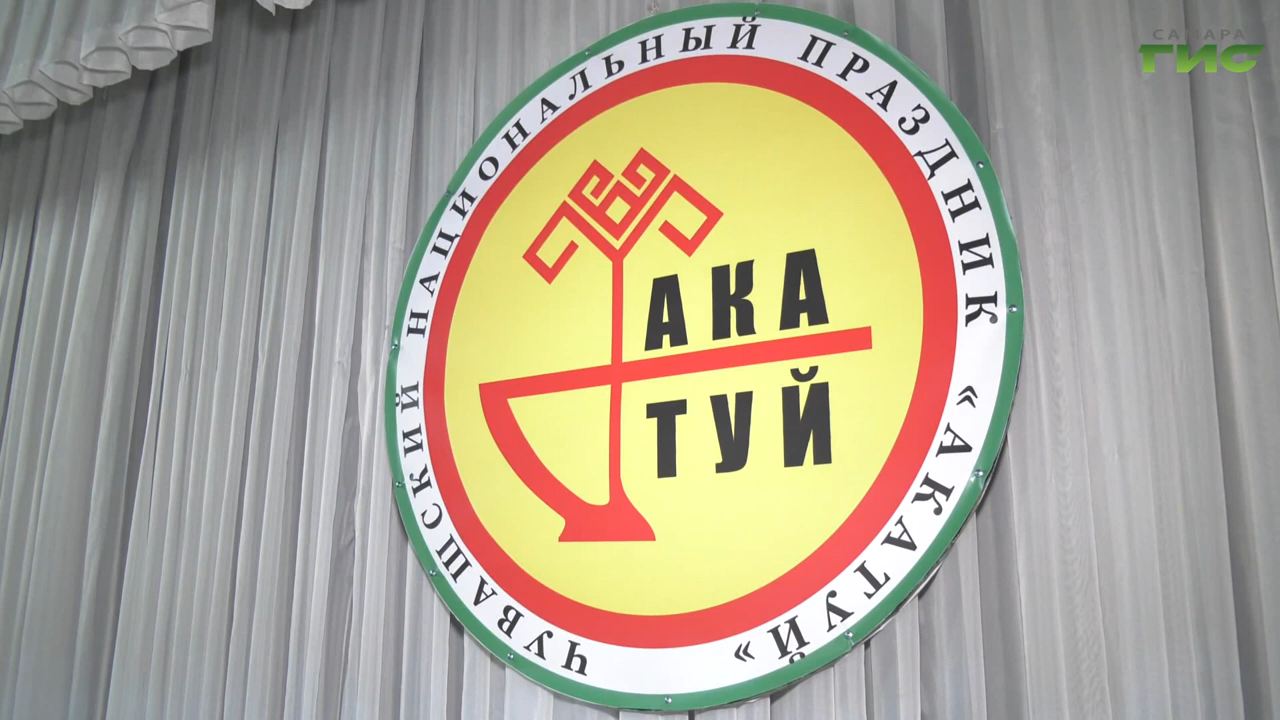 САМАРА
ГИС
ЧУВАШСКИЙ НАЦИОНАЛЬНЫЙ ПРАЗДНИК «АКАТУЙ»
АКА
ТУЙ